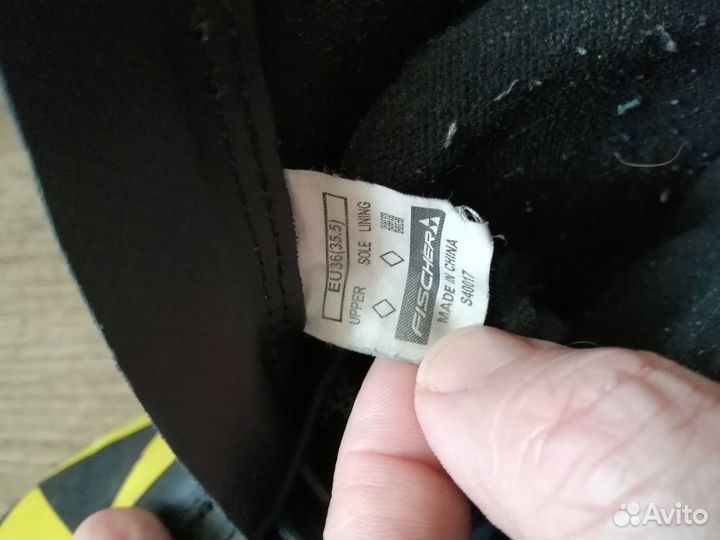 EU36(35.5)
UPPER SOLE LINING
FISCHER
MADE IN CHINA
S40017
Avito